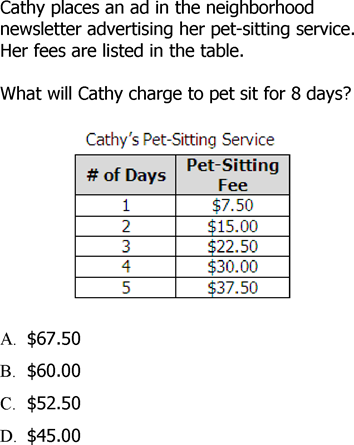 Cathy places an ad in the neighborhood
newsletter advertising her pet-sitting service.
Her fees are listed in the table.
What will Cathy charge to pet sit for 8 days?
Cathy's Pet-Sitting Service
# of Days Pet-Sitting Fee
1 $7.50
2 $15.00
3 $22.50
4 $30.00
5 $37.50
A. $67.50
B. $60.00
C. $52.50
D. $45.00